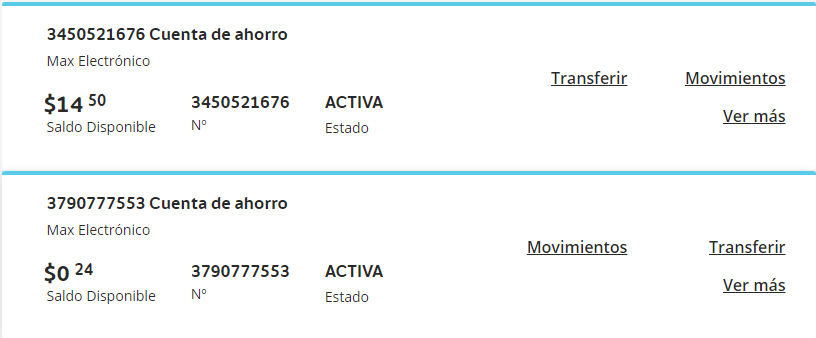 3450521676 Cuenta de ahorro
Max Electrónico
Transferir Movimientos
$14 50 3450521676 ACTIVA
Ver más
Saldo Disponible Nº Estado
3790777553 Cuenta de ahorro
Max Electrónico
Movimientos Transferir
$0 24 3790777553 ACTIVA
Ver más
Saldo Disponible Nº Estado